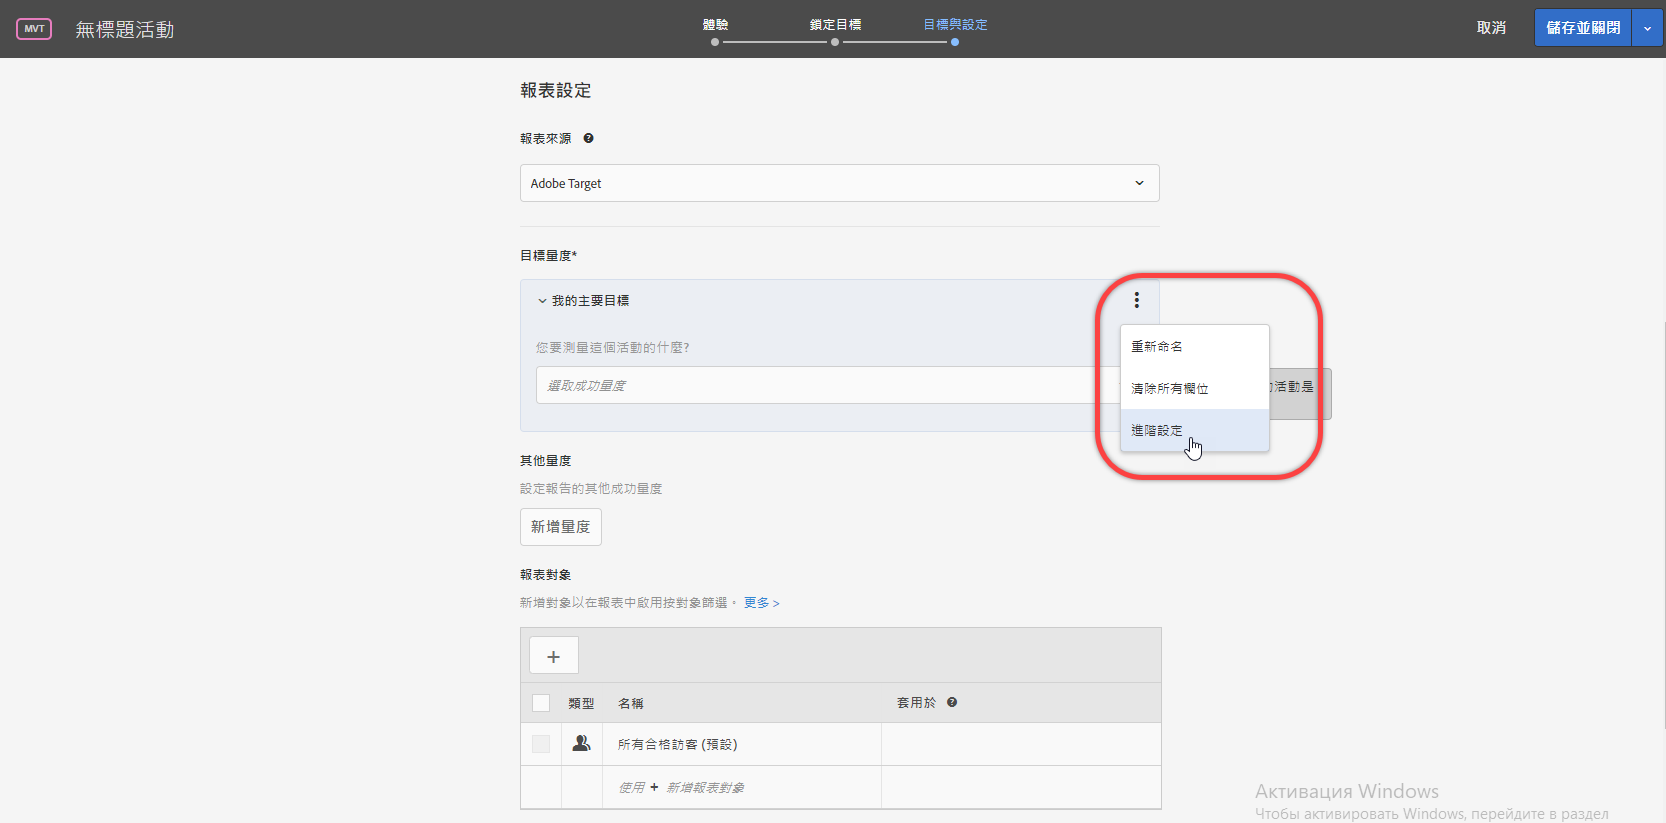 MVT
無標題活動
體驗
鎖定目標
目標與設定
取消
儲存並關閉
報表設定
報表來源
Adobe Target
目標量度*
我的主要目標
您要測量這個活動的什麼?
選取成功量度
重新命名
清除所有欄位
活動是
進階設定
其他量度
設定報告的其他成功量度
新增量度
報表對象
新增對象以在報表中啟用按對象篩選。 更多 >
+
類型 名稱 套用於
所有合格訪客 (預設)
使用 + 新增報表對象
Активация Windows
Чтобы активировать Windows, перейдите в раздел